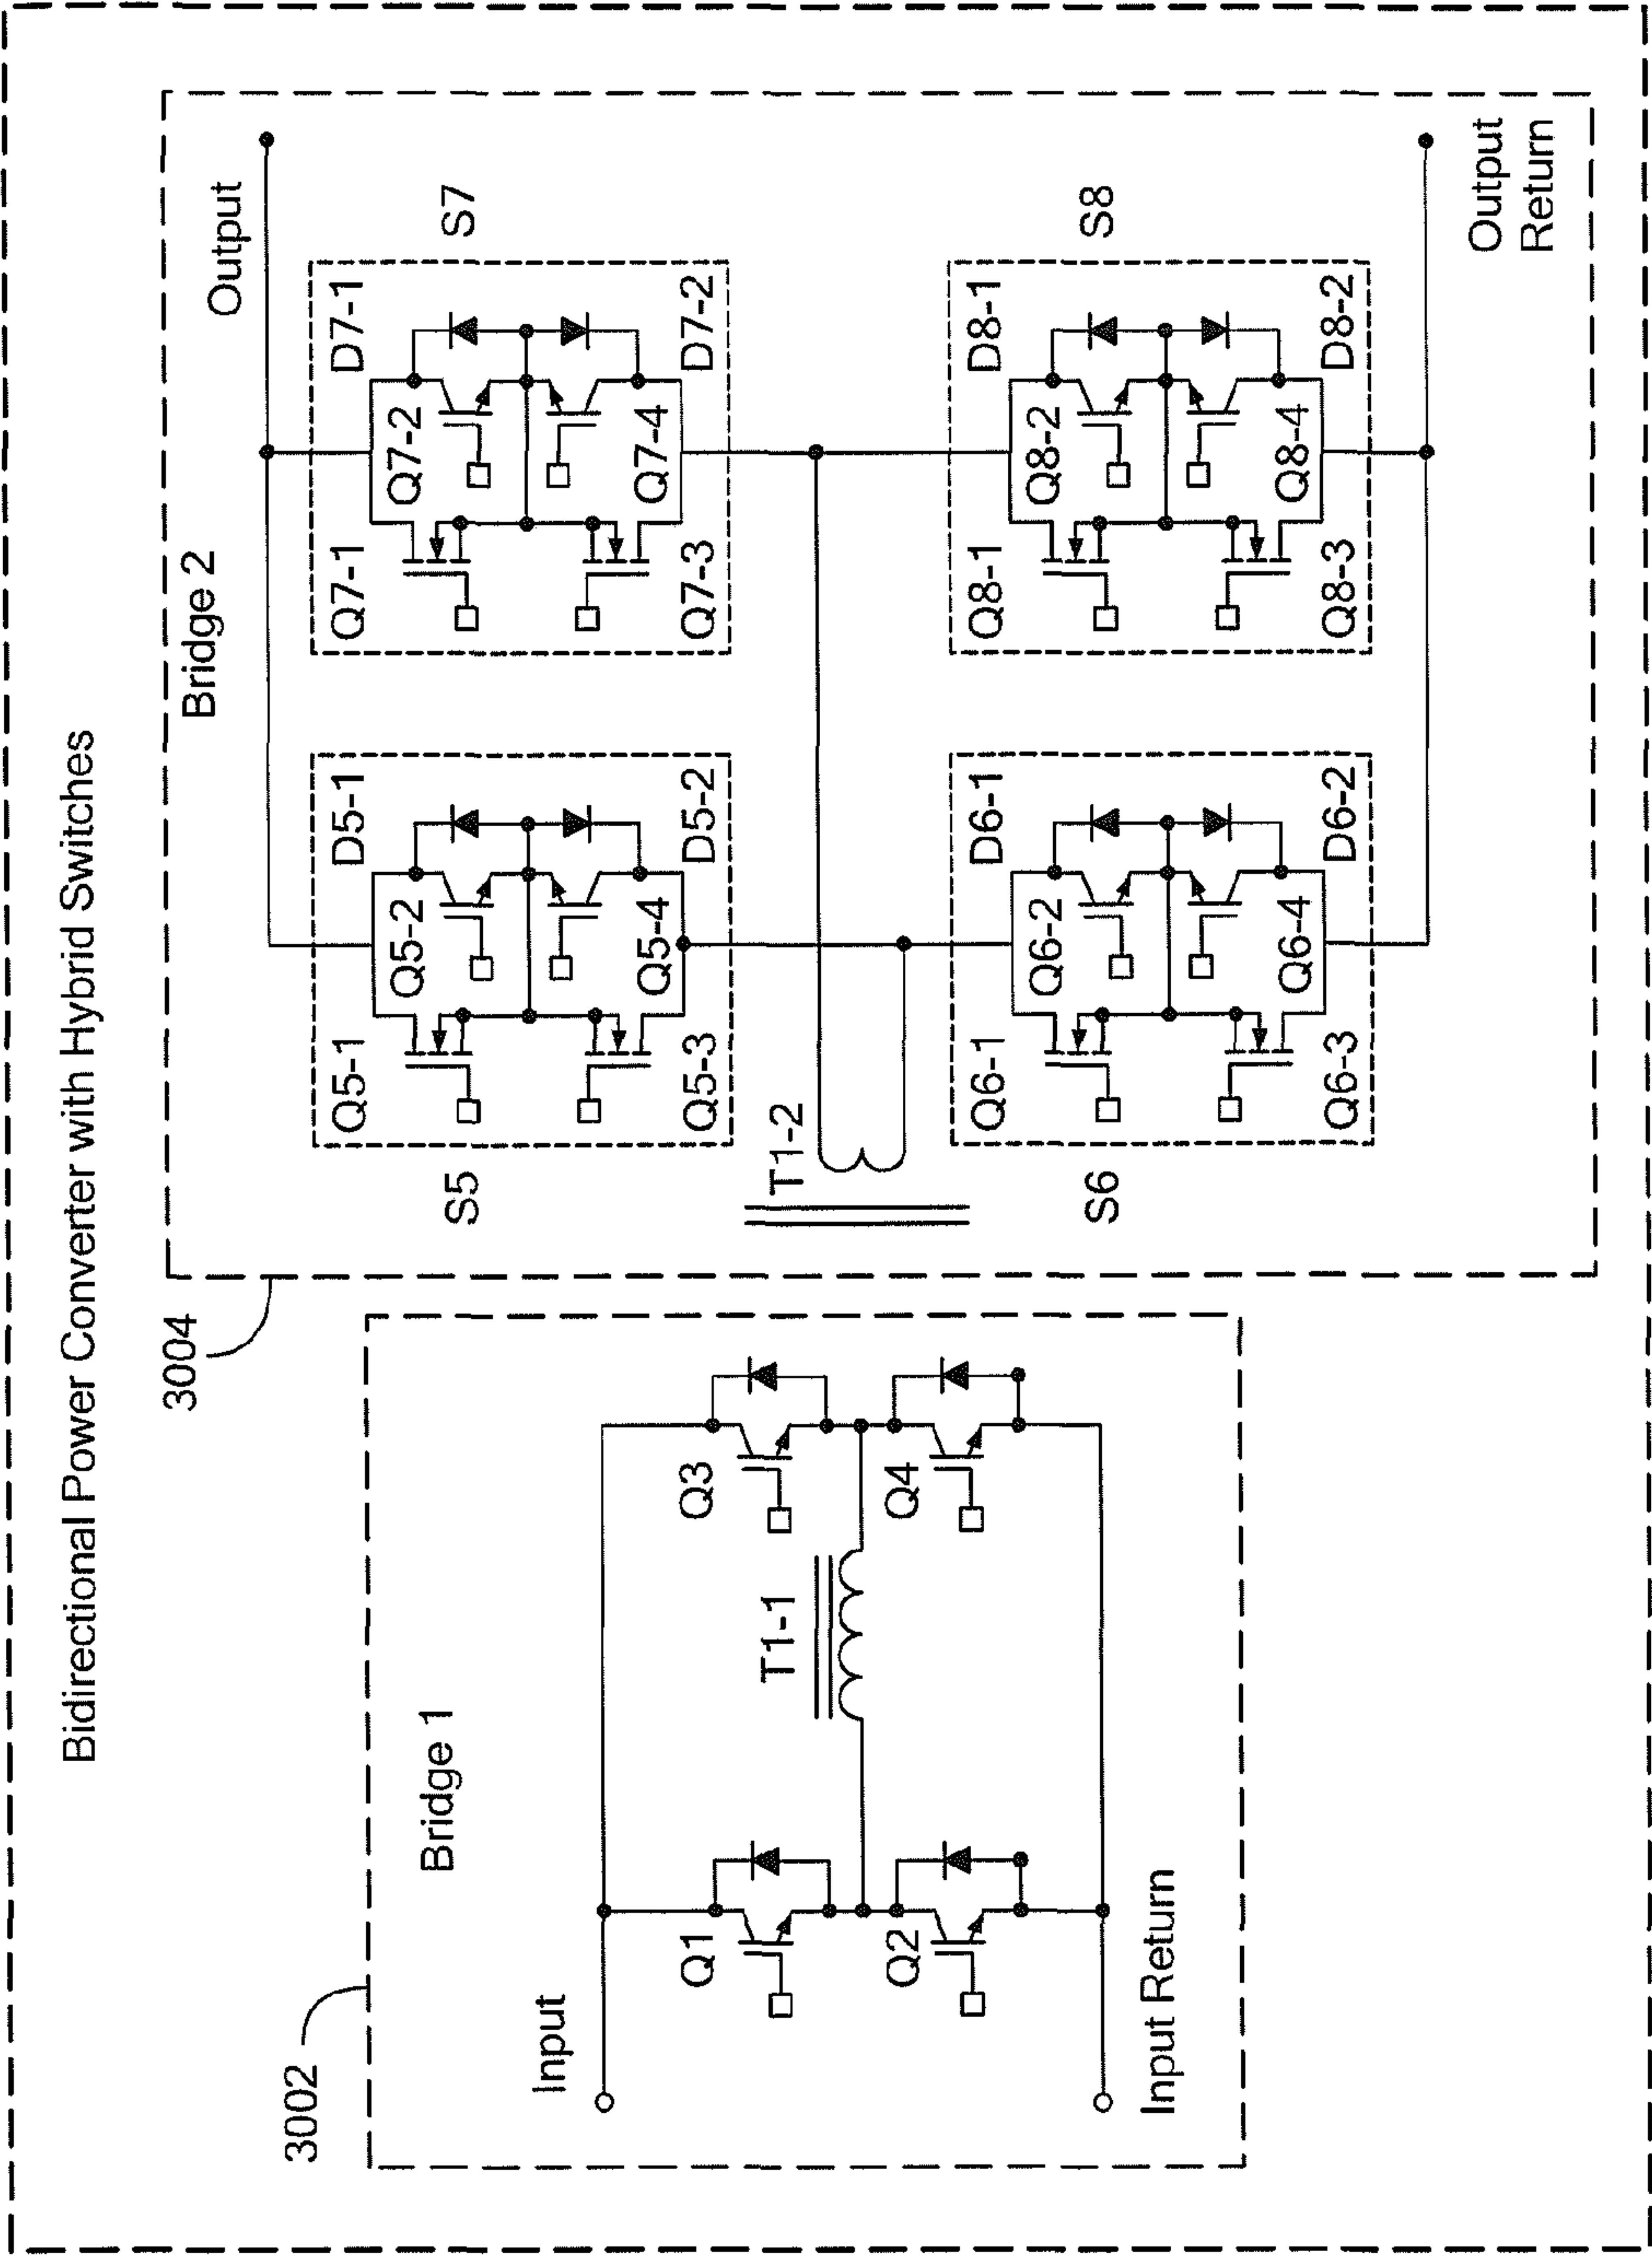 Bidirectional Power Converter with Hybrid Switches
3002
Bridge 1
Input
Q1
Q2
T1-1
Q3
Q4
Input Return
3004
Bridge 2
Output
S5
Q5-1
D5-1
Q5-2
Q5-4
Q5-3
D5-2
S7
Q7-1
D7-1
Q7-2
Q7-4
Q7-3
D7-2
T1-2
S6
Q6-1
D6-1
Q6-2
Q6-4
Q6-3
D6-2
S8
Q8-1
D8-1
Q8-2
Q8-4
Q8-3
D8-2
Output
Return